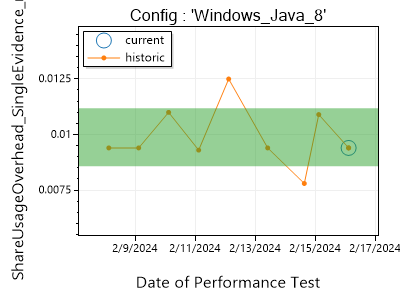 Config : 'Windows_Java_8'
current
historic
ShareUsageOverhead_SingleEvidence_
0.0125
0.01
0.0075
2/9/2024
2/11/2024
2/13/2024
2/15/2024
2/17/2024
Date of Performance Test